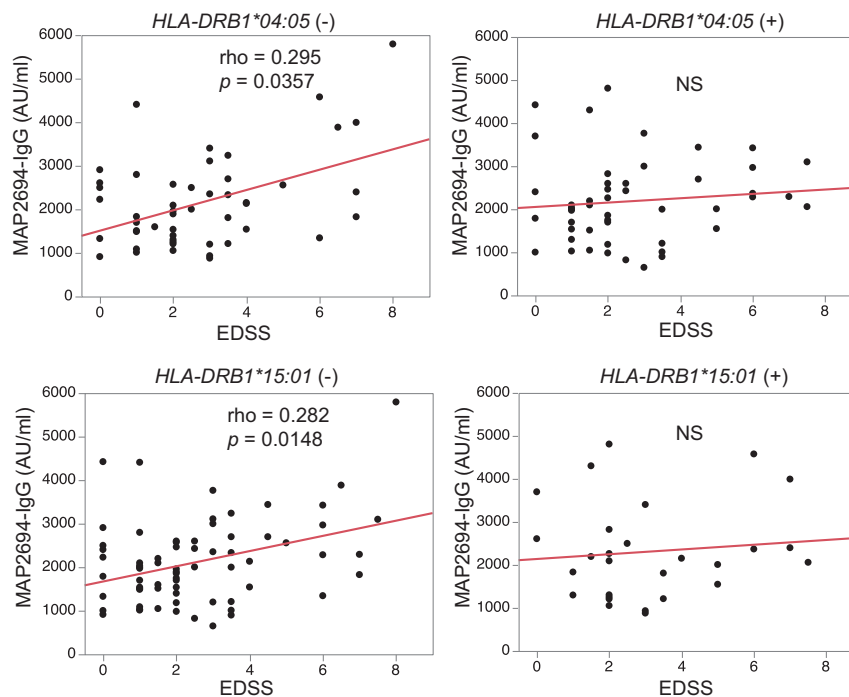 HLA-DRB1*04:05 (-)
rho = 0.295
p = 0.0357
MAP2694-IgG (AU/ml)
6000
5000
4000
3000
2000
1000
0
0 2 4 6 8
EDSS
HLA-DRB1*04:05 (+)
NS
MAP2694-IgG (AU/ml)
6000
5000
4000
3000
2000
1000
0
0 2 4 6 8
EDSS
HLA-DRB1*15:01 (-)
rho = 0.282
p = 0.0148
MAP2694-IgG (AU/ml)
6000
5000
4000
3000
2000
1000
0
0 2 4 6 8
EDSS
HLA-DRB1*15:01 (+)
NS
MAP2694-IgG (AU/ml)
6000
5000
4000
3000
2000
1000
0
0 2 4 6 8
EDSS